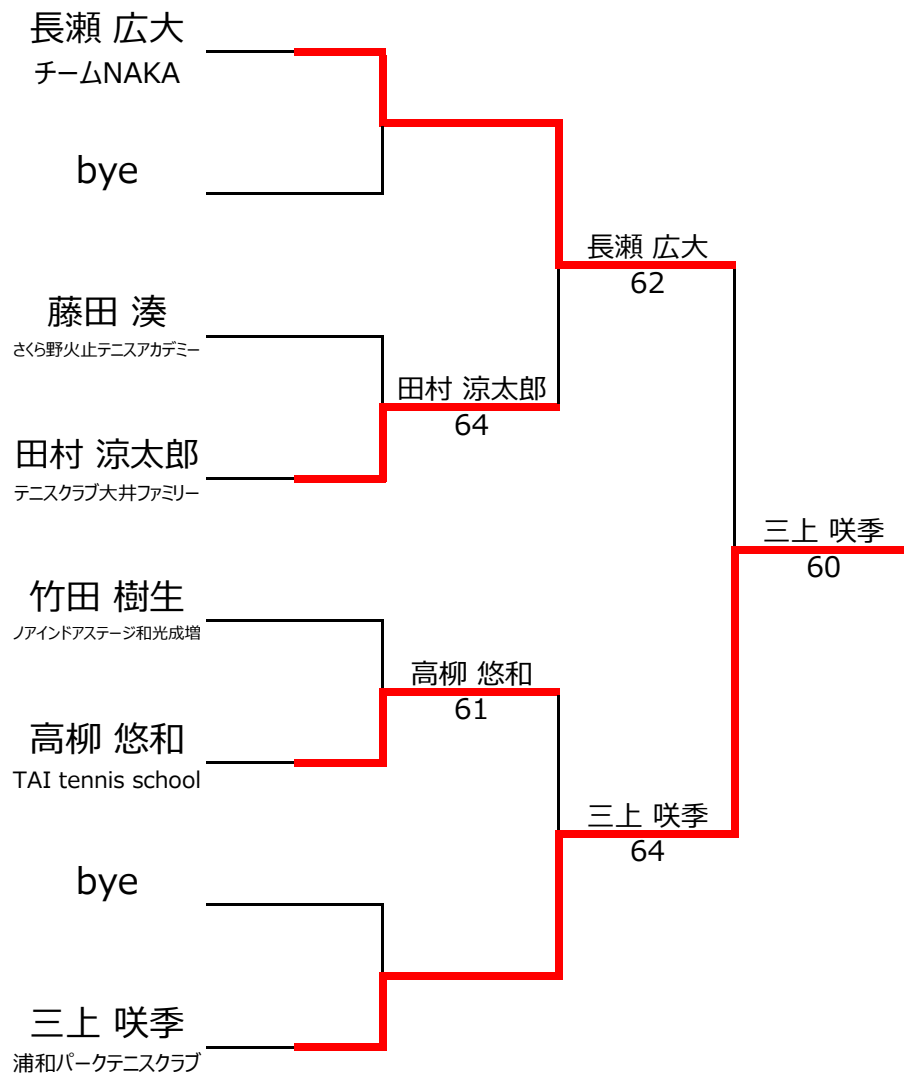 長瀬 広大
チームNAKA
bye
藤田 湊
さくら野火止テニスアカデミー
田村 涼太郎
テニスクラブ大井ファミリー
竹田 樹生
ノアインドアステージ和光成増
高柳 悠和
TAI tennis school
bye
三上 咲季
浦和パークテニスクラブ
田村 涼太郎
64
高柳 悠和
61
長瀬 広大
62
三上 咲季
64
三上 咲季
60